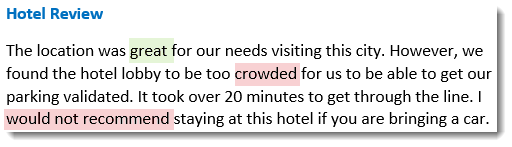 Hotel Review
The location was great for our needs visiting this city. However, we
found the hotel lobby to be too crowded for us to be able to get our
parking validated. It took over 20 minutes to get through the line. I
would not recommend staying at this hotel if you are bringing a car.